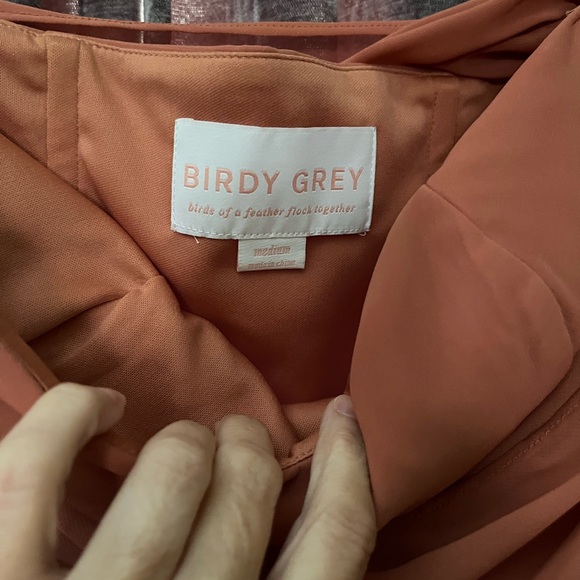 BIRDY GREY
birds of a feather flock together
medium
made in china